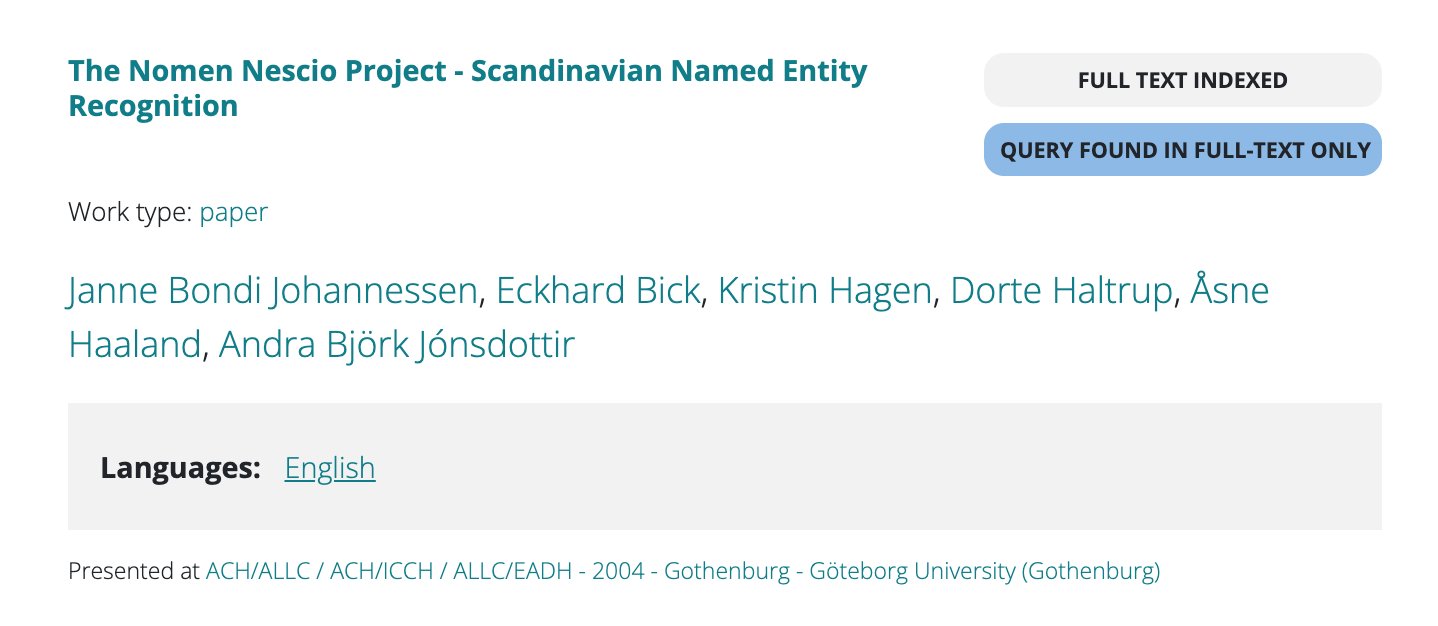 The Nomen Nescio Project - Scandinavian Named Entity
Recognition
FULL TEXT INDEXED
QUERY FOUND IN FULL-TEXT ONLY
Work type: paper
Janne Bondi Johannessen, Eckhard Bick, Kristin Hagen, Dorte Haltrup, Åsne
Haaland, Andra Björk Jónsdottir
Languages: English
Presented at ACH/ALLC / ACH/ICCH / ALLC/EADH - 2004 - Gothenburg - Göteborg University (Gothenburg)